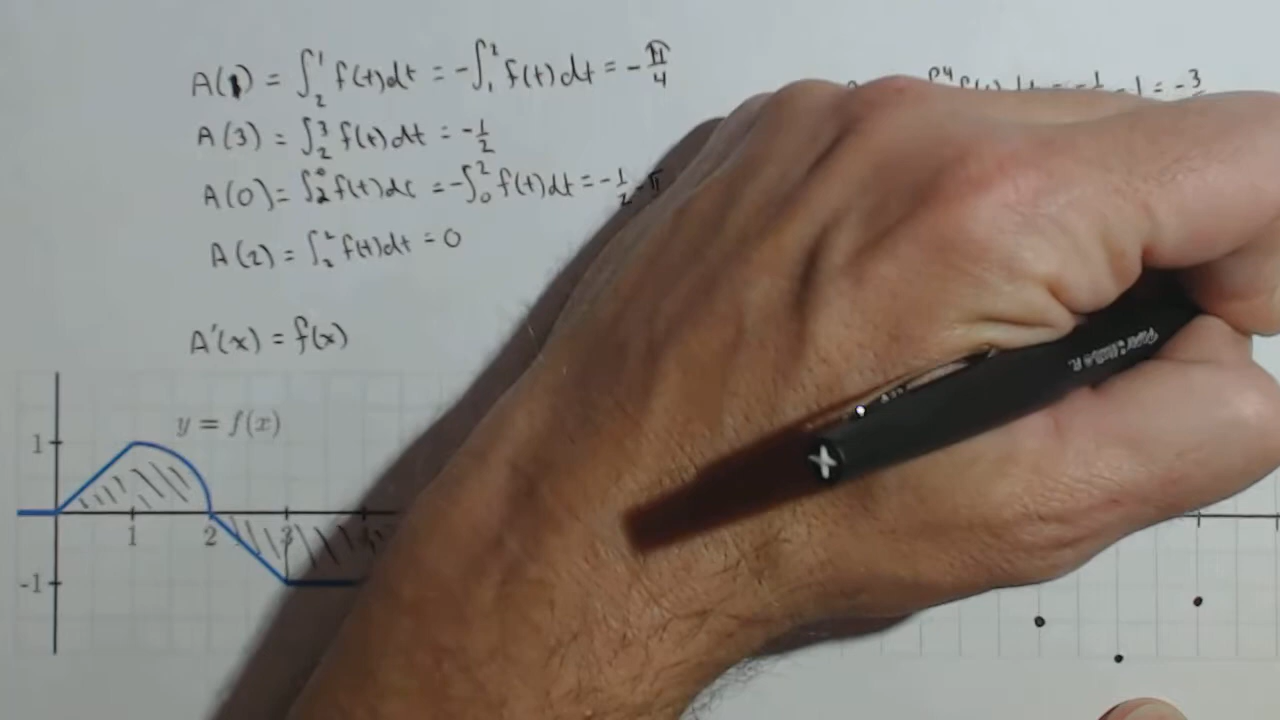 A(1) = ∫₂¹ f(t)dt = -∫₁² f(t)dt = -π/4
A(3) = ∫₂³ f(t)dt = -1/2
A(0) = ∫₂⁰ f(t)dt = -∫₀² f(t)dt = -1/2 - π
A(2) = ∫₂² f(t)dt = 0
A'(x) = f(x)
y = f(x)
1
1 2 3
-1